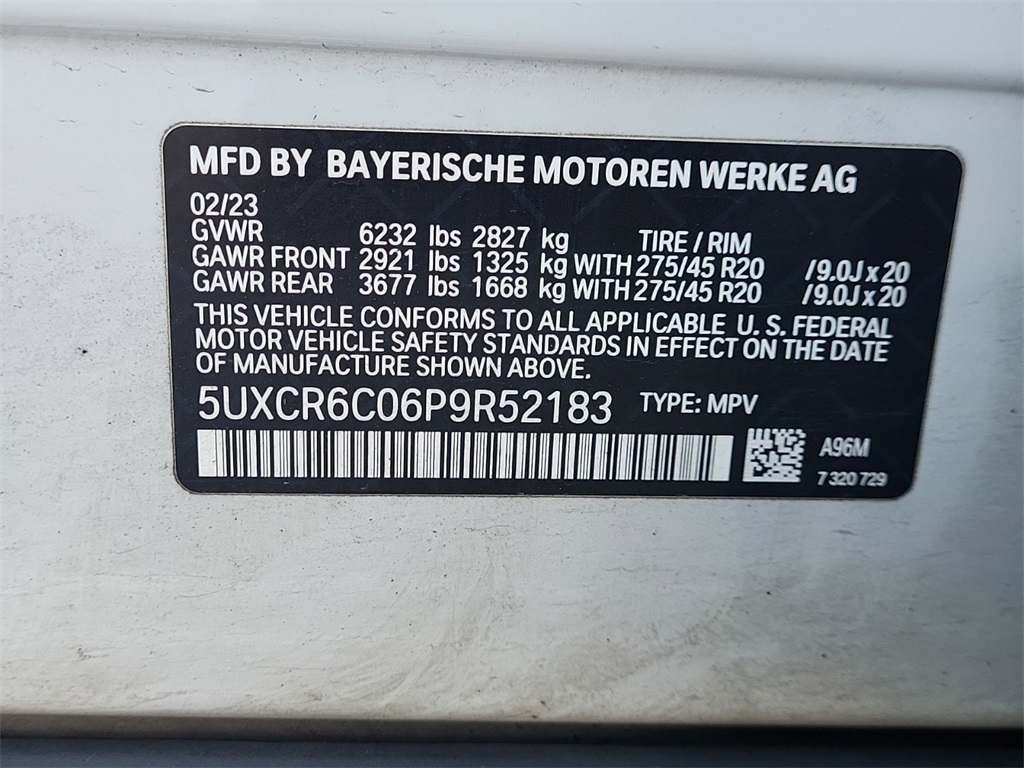 MFD BY BAYERISCHE MOTOREN WERKE AG
02/23
GVWR 6232 lbs 2827 kg TIRE / RIM
GAWR FRONT 2921 lbs 1325 kg WITH 275/45 R20 /9.0J x 20
GAWR REAR 3677 lbs 1668 kg WITH 275/45 R20 /9.0J x 20
THIS VEHICLE CONFORMS TO ALL APPLICABLE U. S. FEDERAL
MOTOR VEHICLE SAFETY STANDARDS IN EFFECT ON THE DATE
OF MANUFACTURE SHOWN ABOVE.
5UXCR6C06P9R52183 TYPE: MPV
A96M
7 320 729